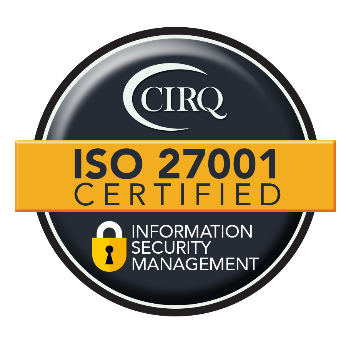 CIRQ
ISO 27001
CERTIFIED
INFORMATION
SECURITY
MANAGEMENT